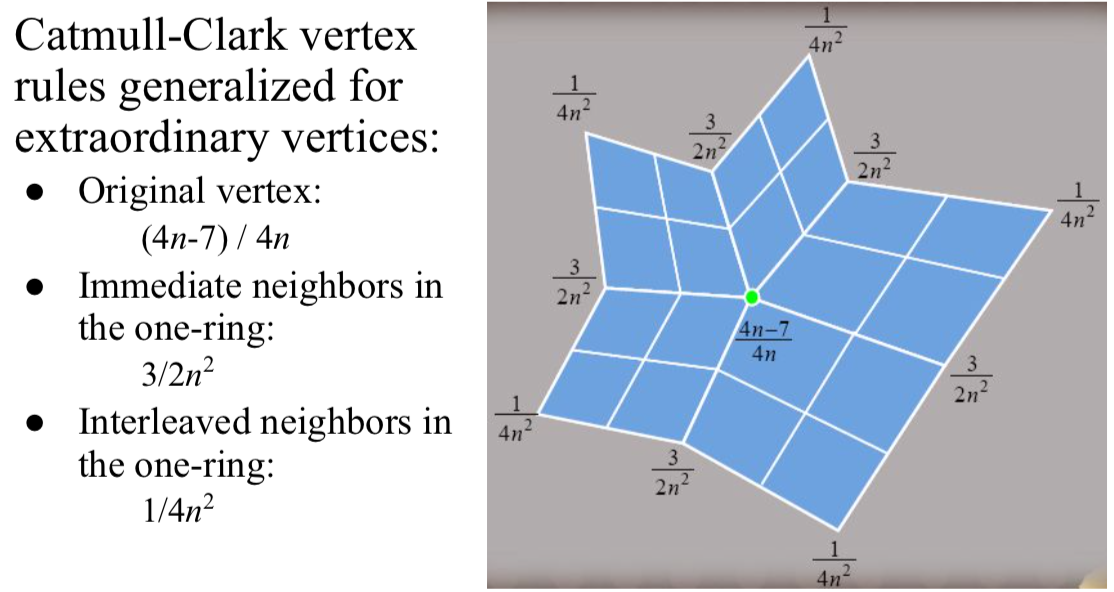 Catmull-Clark vertex
rules generalized for
extraordinary vertices:
● Original vertex:
(4n-7) / 4n
● Immediate neighbors in
the one-ring:
3/2n²
● Interleaved neighbors in
the one-ring:
1/4n²
1/4n²
1/4n²
3/2n²
3/2n²
1/4n²
3/2n²
4n−7/4n
3/2n²
1/4n²
3/2n²
1/4n²